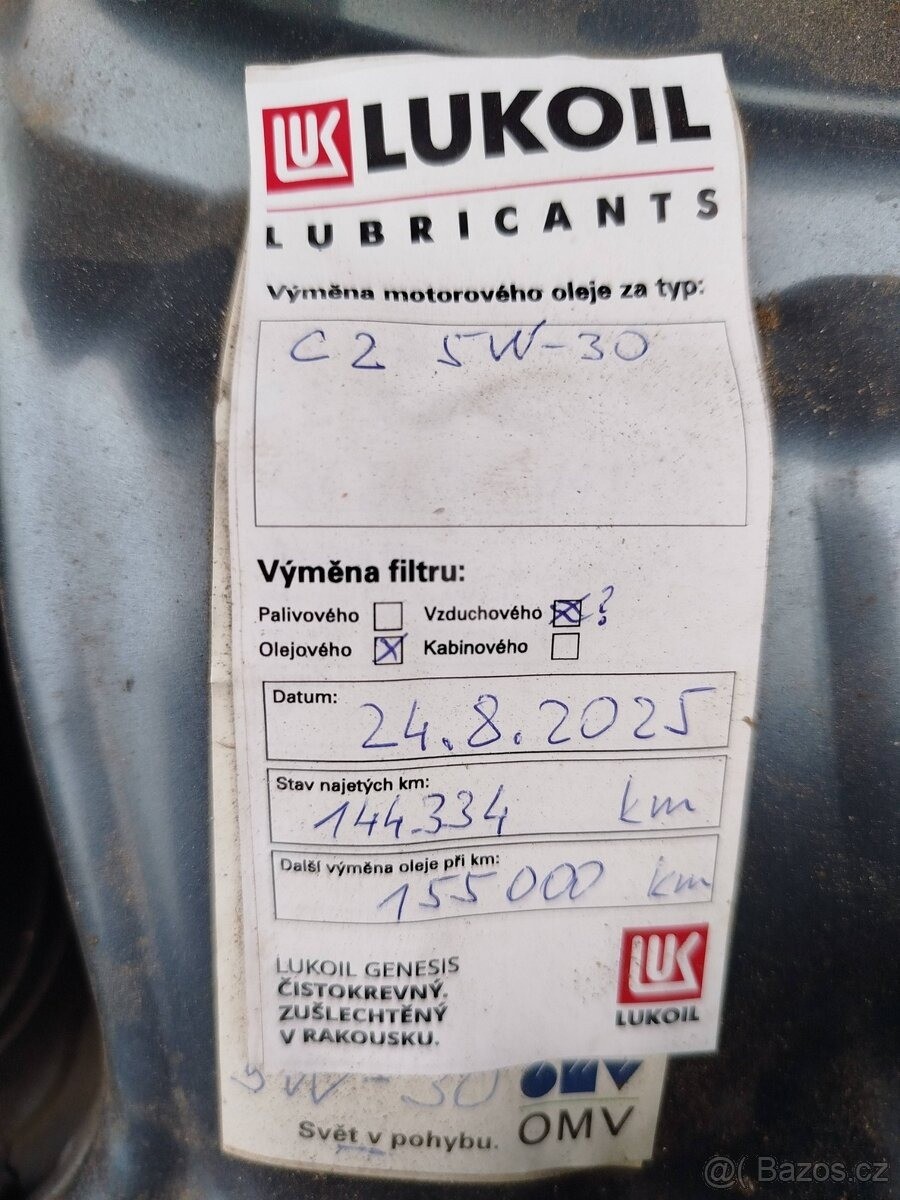 LUK LUKOIL
LUBRICANTS
Výměna motorového oleje za typ:
C2 5W-30
Výměna filtru:
Palivového Vzduchového ?
Olejového Kabinového
Datum:
24.8.2025
Stav najetých km:
144.334 km
Další výměna oleje při km:
155 000 km
LUKOIL GENESIS
ČISTOKREVNÝ.
ZUŠLECHTĚNÝ
V RAKOUSKU.
LUK
LUKOIL
5W-30 OMV
Svět v pohybu. OMV
@( Bazos.cz